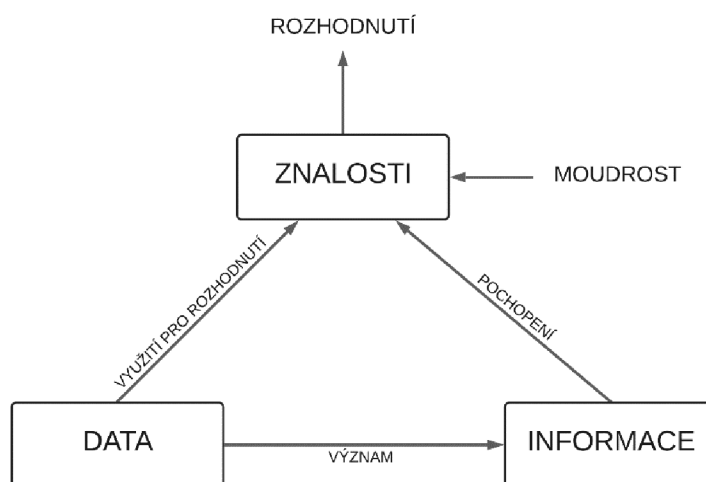 ROZHODNUTÍ
ZNALOSTI
MOUDROST
VYUŽITÍ PRO ROZHODNUTÍ
POCHOPENÍ
DATA
VÝZNAM
INFORMACE